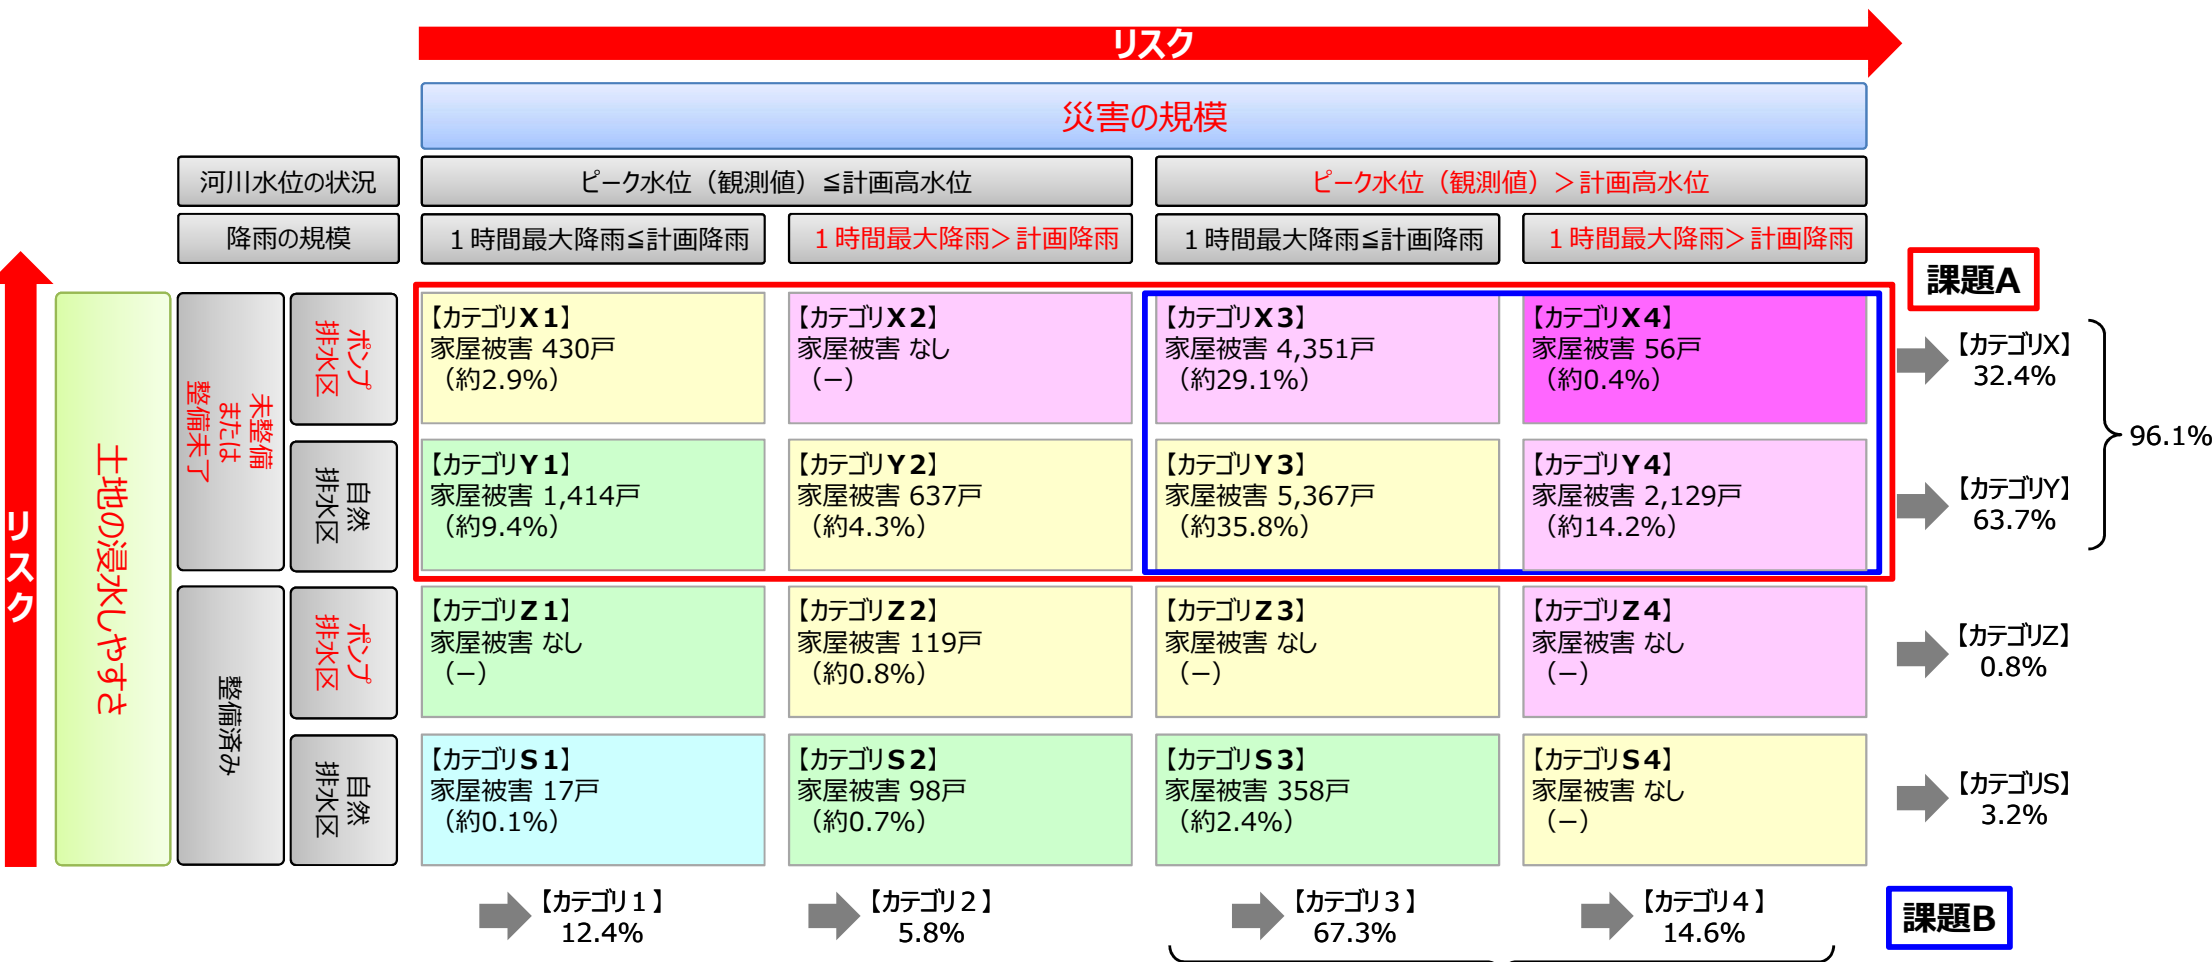 リスク
災害の規模
河川水位の状況
ピーク水位（観測値）≦計画高水位
ピーク水位（観測値）＞計画高水位
降雨の規模
１時間最大降雨≦計画降雨
１時間最大降雨＞計画降雨
１時間最大降雨≦計画降雨
１時間最大降雨＞計画降雨
課題A
リスク
土地の浸水しやすさ
未整備
または
整備未了
ポンプ
排水区
【カテゴリＸ１】
家屋被害 430戸
（約2.9%）
【カテゴリＸ２】
家屋被害 なし
（－）
【カテゴリＸ３】
家屋被害 4,351戸
（約29.1%）
【カテゴリＸ４】
家屋被害 56戸
（約0.4%）
【カテゴリX】
32.4%
自然
排水区
【カテゴリＹ１】
家屋被害 1,414戸
（約9.4%）
【カテゴリＹ２】
家屋被害 637戸
（約4.3%）
【カテゴリＹ３】
家屋被害 5,367戸
（約35.8%）
【カテゴリＹ４】
家屋被害 2,129戸
（約14.2%）
【カテゴリY】
63.7%
96.1%
整備済み
ポンプ
排水区
【カテゴリＺ１】
家屋被害 なし
（－）
【カテゴリＺ２】
家屋被害 119戸
（約0.8%）
【カテゴリＺ３】
家屋被害 なし
（－）
【カテゴリＺ４】
家屋被害 なし
（－）
【カテゴリZ】
0.8%
自然
排水区
【カテゴリＳ１】
家屋被害 17戸
（約0.1%）
【カテゴリＳ２】
家屋被害 98戸
（約0.7%）
【カテゴリＳ３】
家屋被害 358戸
（約2.4%）
【カテゴリＳ４】
家屋被害 なし
（－）
【カテゴリS】
3.2%
【カテゴリ１】
12.4%
【カテゴリ２】
5.8%
【カテゴリ３】
67.3%
【カテゴリ４】
14.6%
課題B